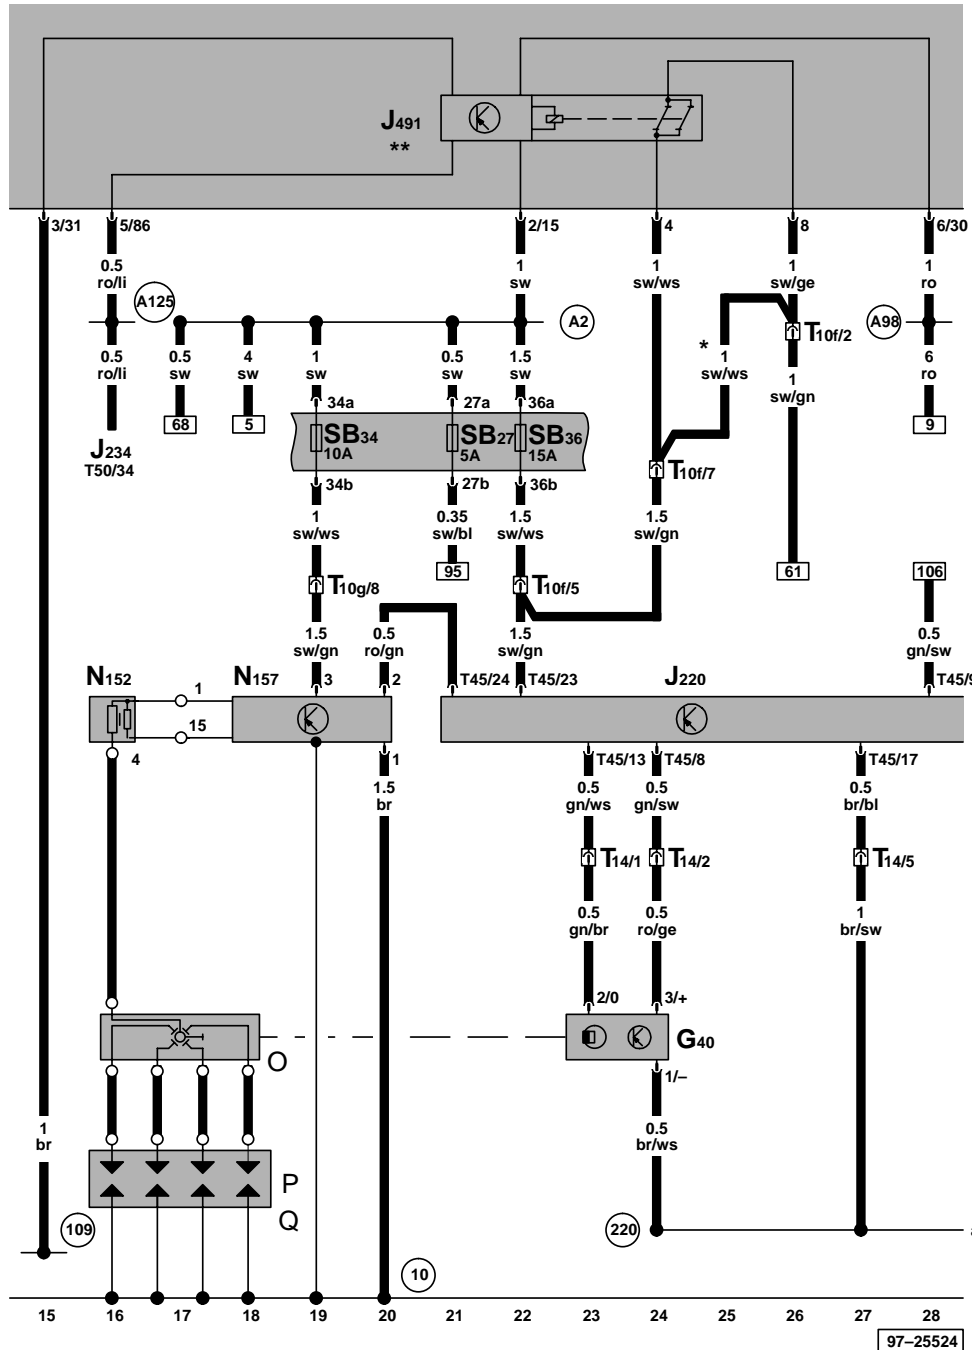 J491
**
3/31
5/86
2/15
4
8
6/30
0.5
ro/li
1
sw
1
sw/ws
1
sw/ge
1
ro
A125
A2
A98
T10f/2
0.5
ro/li
0.5
sw
4
sw
1
sw
0.5
sw
1.5
sw
*
1
sw/ws
1
sw/gn
6
ro
68
5
9
J234
T50/34
34a
27a
36a
SB34
10A
SB27
5A
SB36
15A
T10f/7
34b
27b
36b
1
sw/ws
0.35
sw/bl
1.5
sw/ws
1.5
sw/gn
95
61
106
T10g/8
T10f/5
1.5
sw/gn
0.5
ro/gn
1.5
sw/gn
0.5
gn/sw
N152
N157
3
2
T45/24
T45/23
J220
T45/9
1
15
4
1
T45/13
T45/8
T45/17
1.5
br
0.5
gn/ws
0.5
gn/sw
0.5
br/bl
T14/1
T14/2
T14/5
0.5
gn/br
0.5
ro/ge
1
br/sw
2/0
3/+
G40
O
1/–
1
br
0.5
br/ws
P
Q
109
220
10
15 16 17 18 19 20 21 22 23 24 25 26 27 28
97–25524